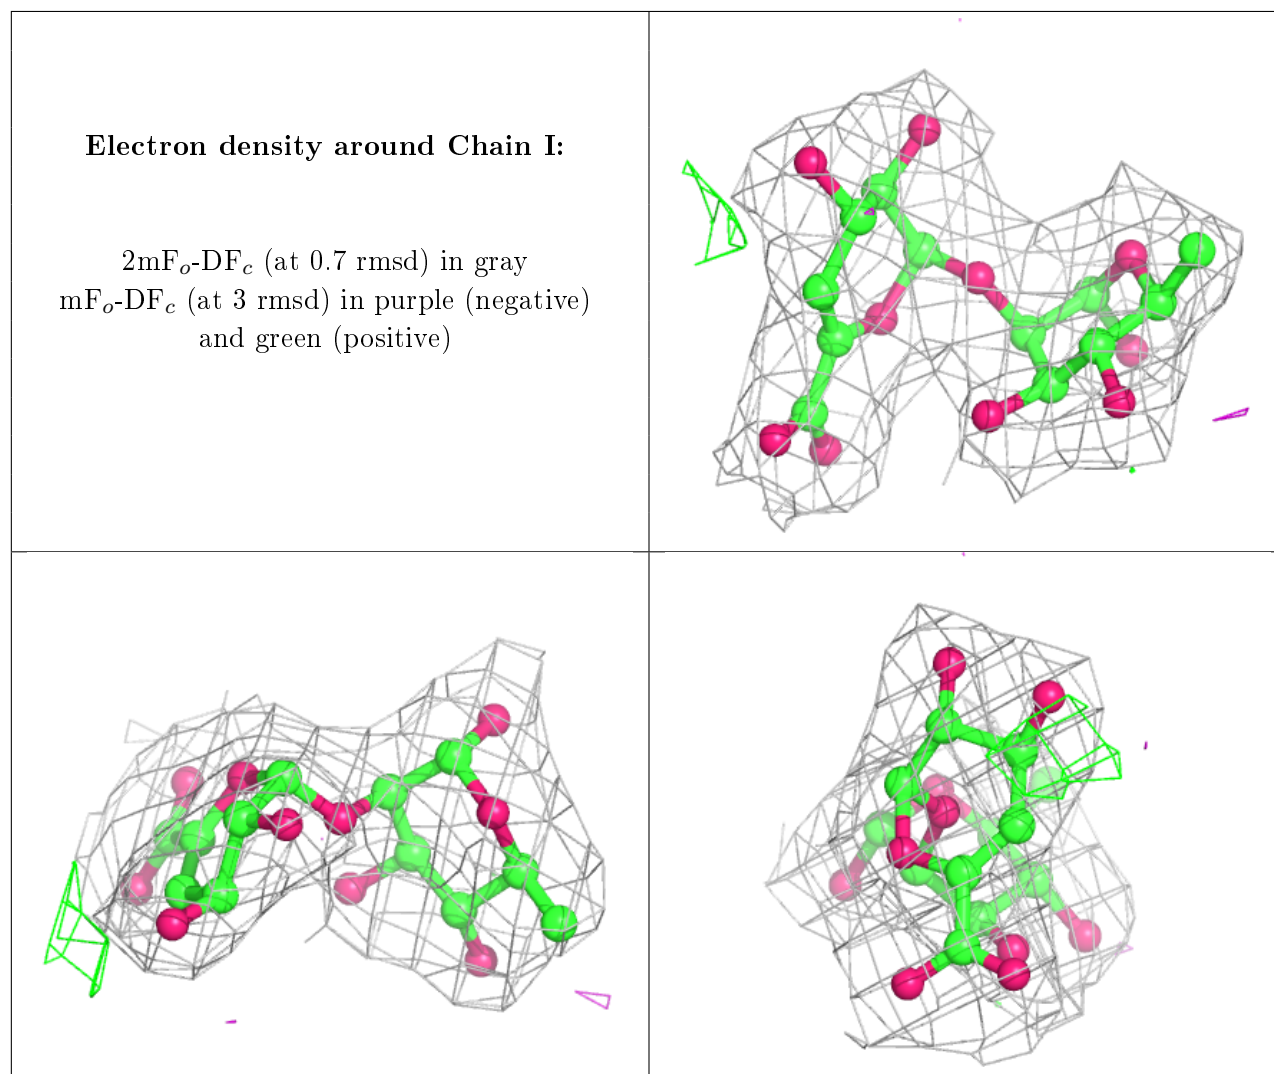 Electron density around Chain I:
2mFₒ-DF𝒸 (at 0.7 rmsd) in gray
mFₒ-DF𝒸 (at 3 rmsd) in purple (negative)
and green (positive)